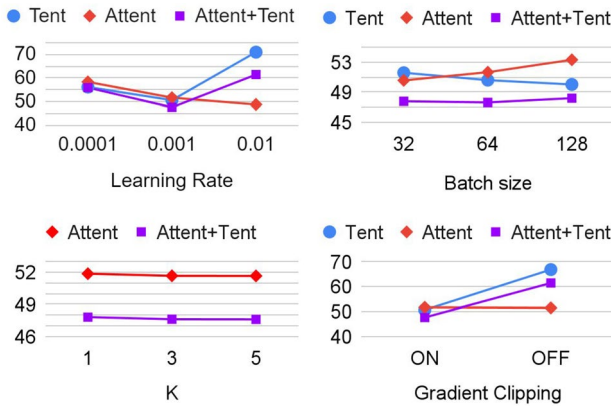 Tent Attent Attent+Tent
70
60
50
40
0.0001 0.001 0.01
Learning Rate
Tent Attent Attent+Tent
53
49
45
32 64 128
Batch size
Attent Attent+Tent
52
49
46
1 3 5
K
Tent Attent Attent+Tent
70
60
50
40
ON OFF
Gradient Clipping